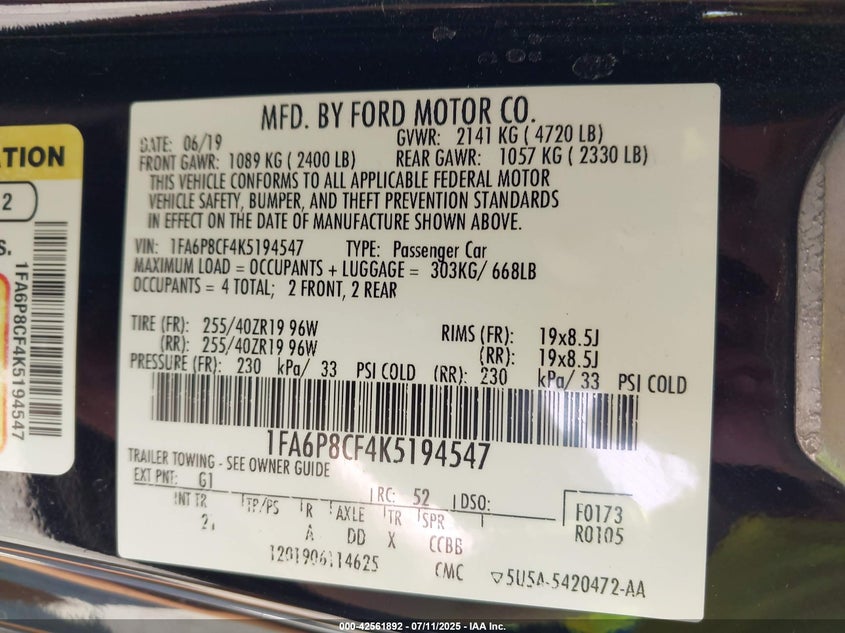 MFD. BY FORD MOTOR CO.
DATE: 06/19 GVWR: 2141 KG ( 4720 LB)
FRONT GAWR: 1089 KG ( 2400 LB) REAR GAWR: 1057 KG ( 2330 LB)
THIS VEHICLE CONFORMS TO ALL APPLICABLE FEDERAL MOTOR
VEHICLE SAFETY, BUMPER, AND THEFT PREVENTION STANDARDS
IN EFFECT ON THE DATE OF MANUFACTURE SHOWN ABOVE.
VIN: 1FA6P8CF4K5194547 TYPE: Passenger Car
MAXIMUM LOAD = OCCUPANTS + LUGGAGE = 303KG/ 668LB
OCCUPANTS = 4 TOTAL; 2 FRONT, 2 REAR
TIRE (FR): 255/40ZR19 96W RIMS (FR): 19x8.5J
(RR): 255/40ZR19 96W (RR): 19x8.5J
PRESSURE (FR): 230 kPa/ 33 PSI COLD (RR): 230 kPa/ 33 PSI COLD
1FA6P8CF4K5194547
TRAILER TOWING - SEE OWNER GUIDE
EXT PNT: G1 RC: 52 DSO: F0173
INT TR TP/PS R AXLE TR SPR R0105
A DD X CCBB
1201906114625 CMC ▽5U5A-5420472-AA
ATION
2
S.
1FA6P8CF4K5194547
000-42561892 - 07/11/2025 - IAA Inc.